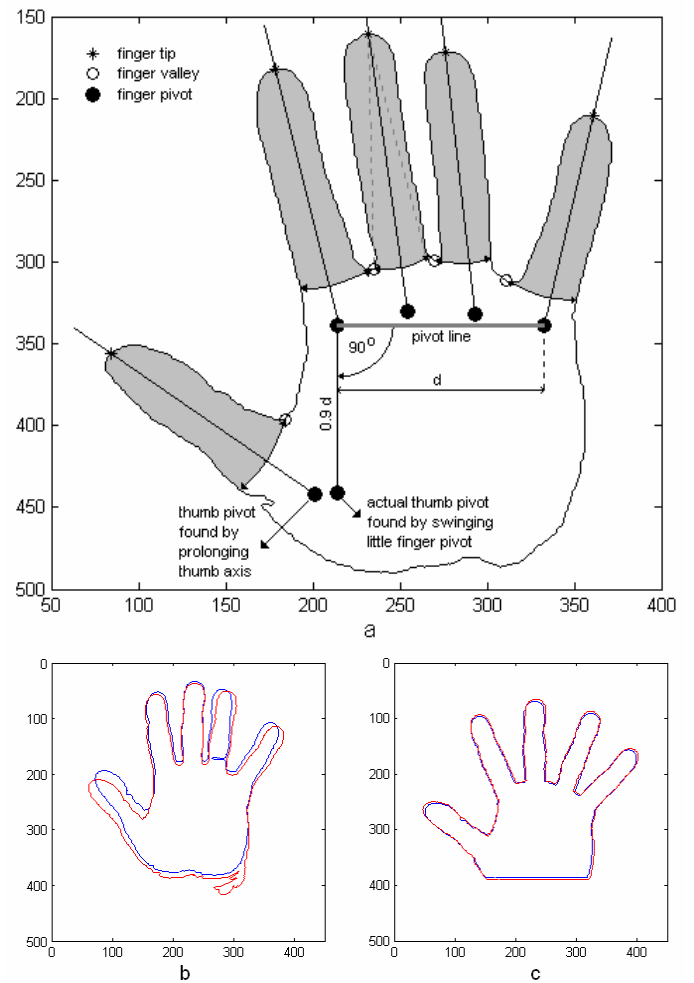 150
200
250
300
350
400
450
500
50
100
150
200
250
300
350
400
finger tip
finger valley
finger pivot
90o
pivot line
d
0.9 d
thumb pivot
found by
prolonging
thumb axis
actual thumb pivot
found by swinging
little finger pivot
a
0
100
200
300
400
500
0
100
200
300
400
b
0
100
200
300
400
500
0
100
200
300
400
c